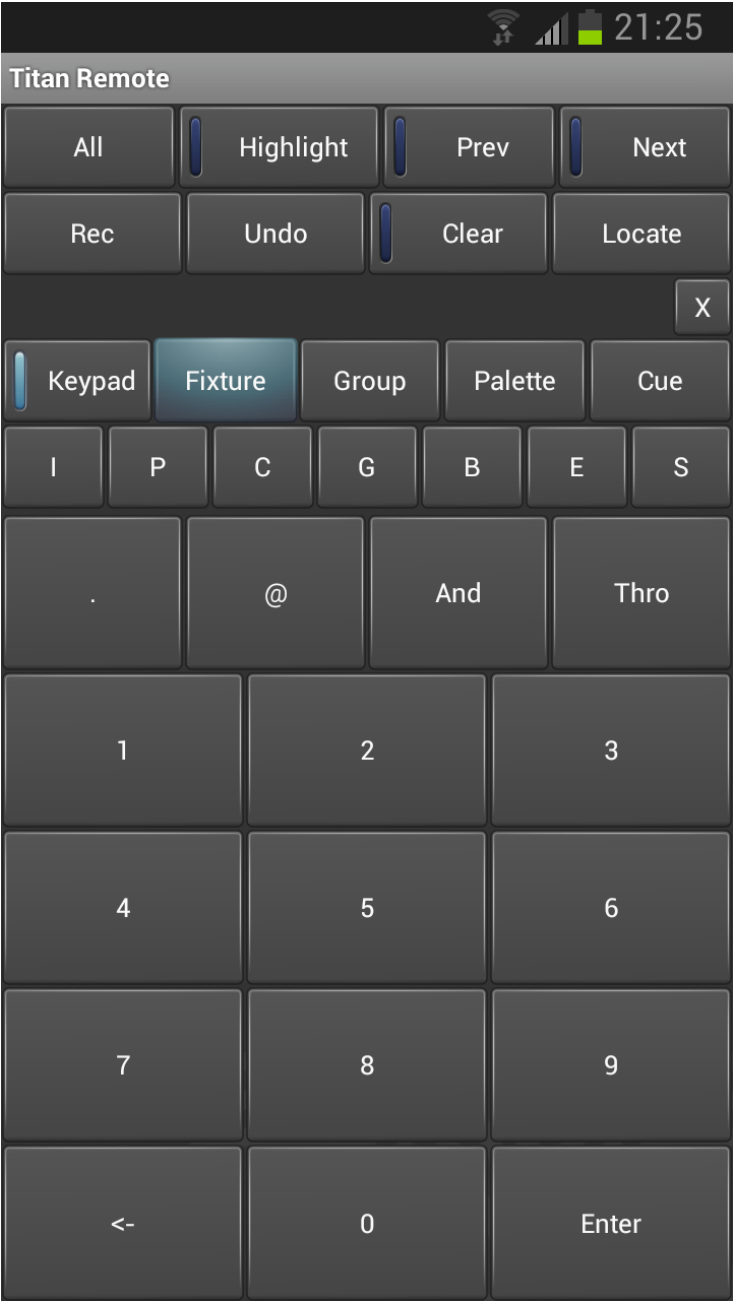 21:25
Titan Remote
All Highlight Prev Next
Rec Undo Clear Locate
X
Keypad Fixture Group Palette Cue
I P C G B E S
. @ And Thro
1 2 3
4 5 6
7 8 9
<- 0 Enter